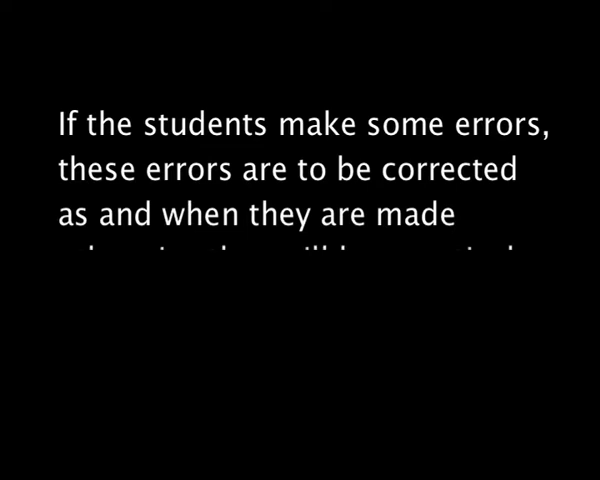 If the students make some errors,
these errors are to be corrected
as and when they are made